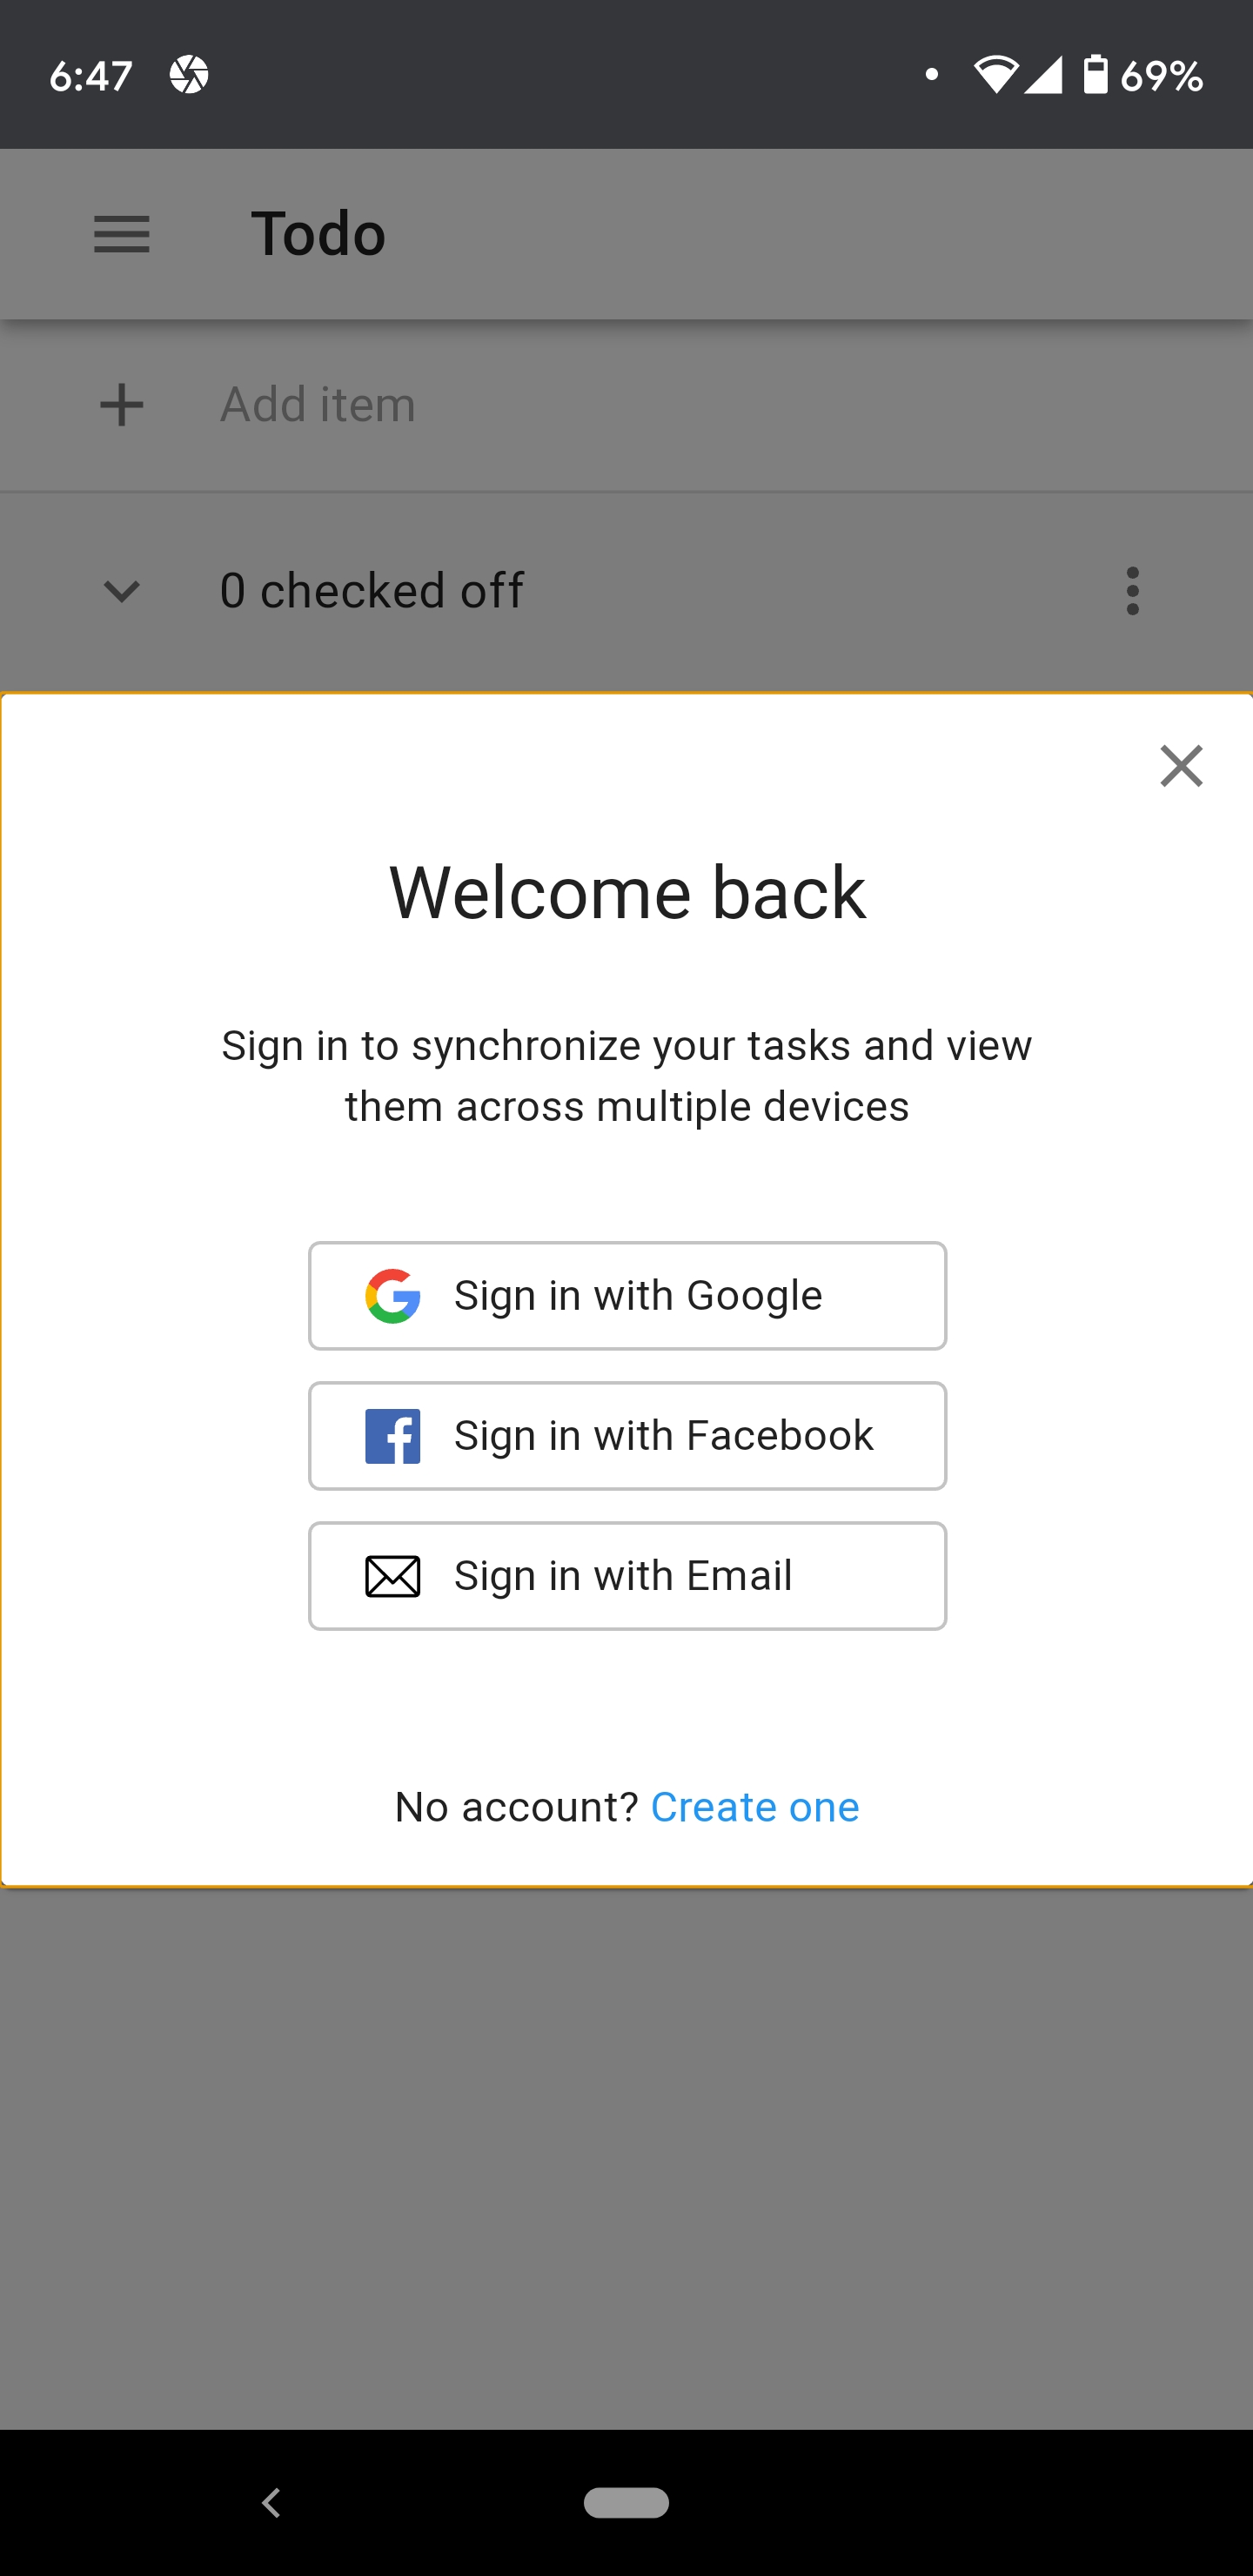 6:47 69%
Todo
Add item
0 checked off
Welcome back
Sign in to synchronize your tasks and view
them across multiple devices
Sign in with Google
Sign in with Facebook
Sign in with Email
No account? Create one